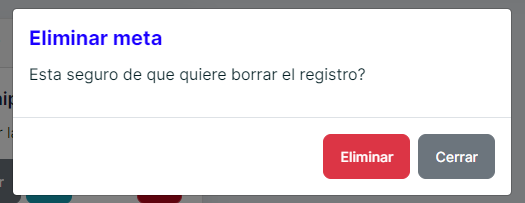 Eliminar meta
Esta seguro de que quiere borrar el registro?
Eliminar
Cerrar